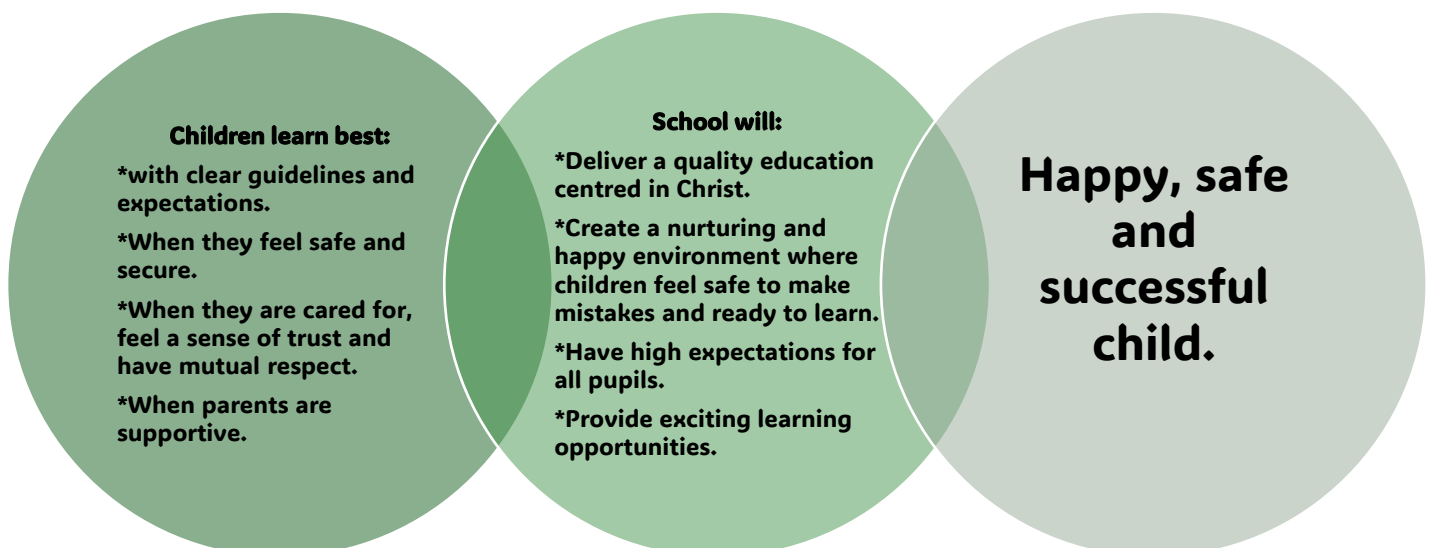 Children learn best:
*with clear guidelines and
expectations.
*When they feel safe and
secure.
*When they are cared for,
feel a sense of trust and
have mutual respect.
*When parents are
supportive.
School will:
*Deliver a quality education
centred in Christ.
*Create a nurturing and
happy environment where
children feel safe to make
mistakes and ready to learn.
*Have high expectations for
all pupils.
*Provide exciting learning
opportunities.
Happy, safe
and
successful
child.